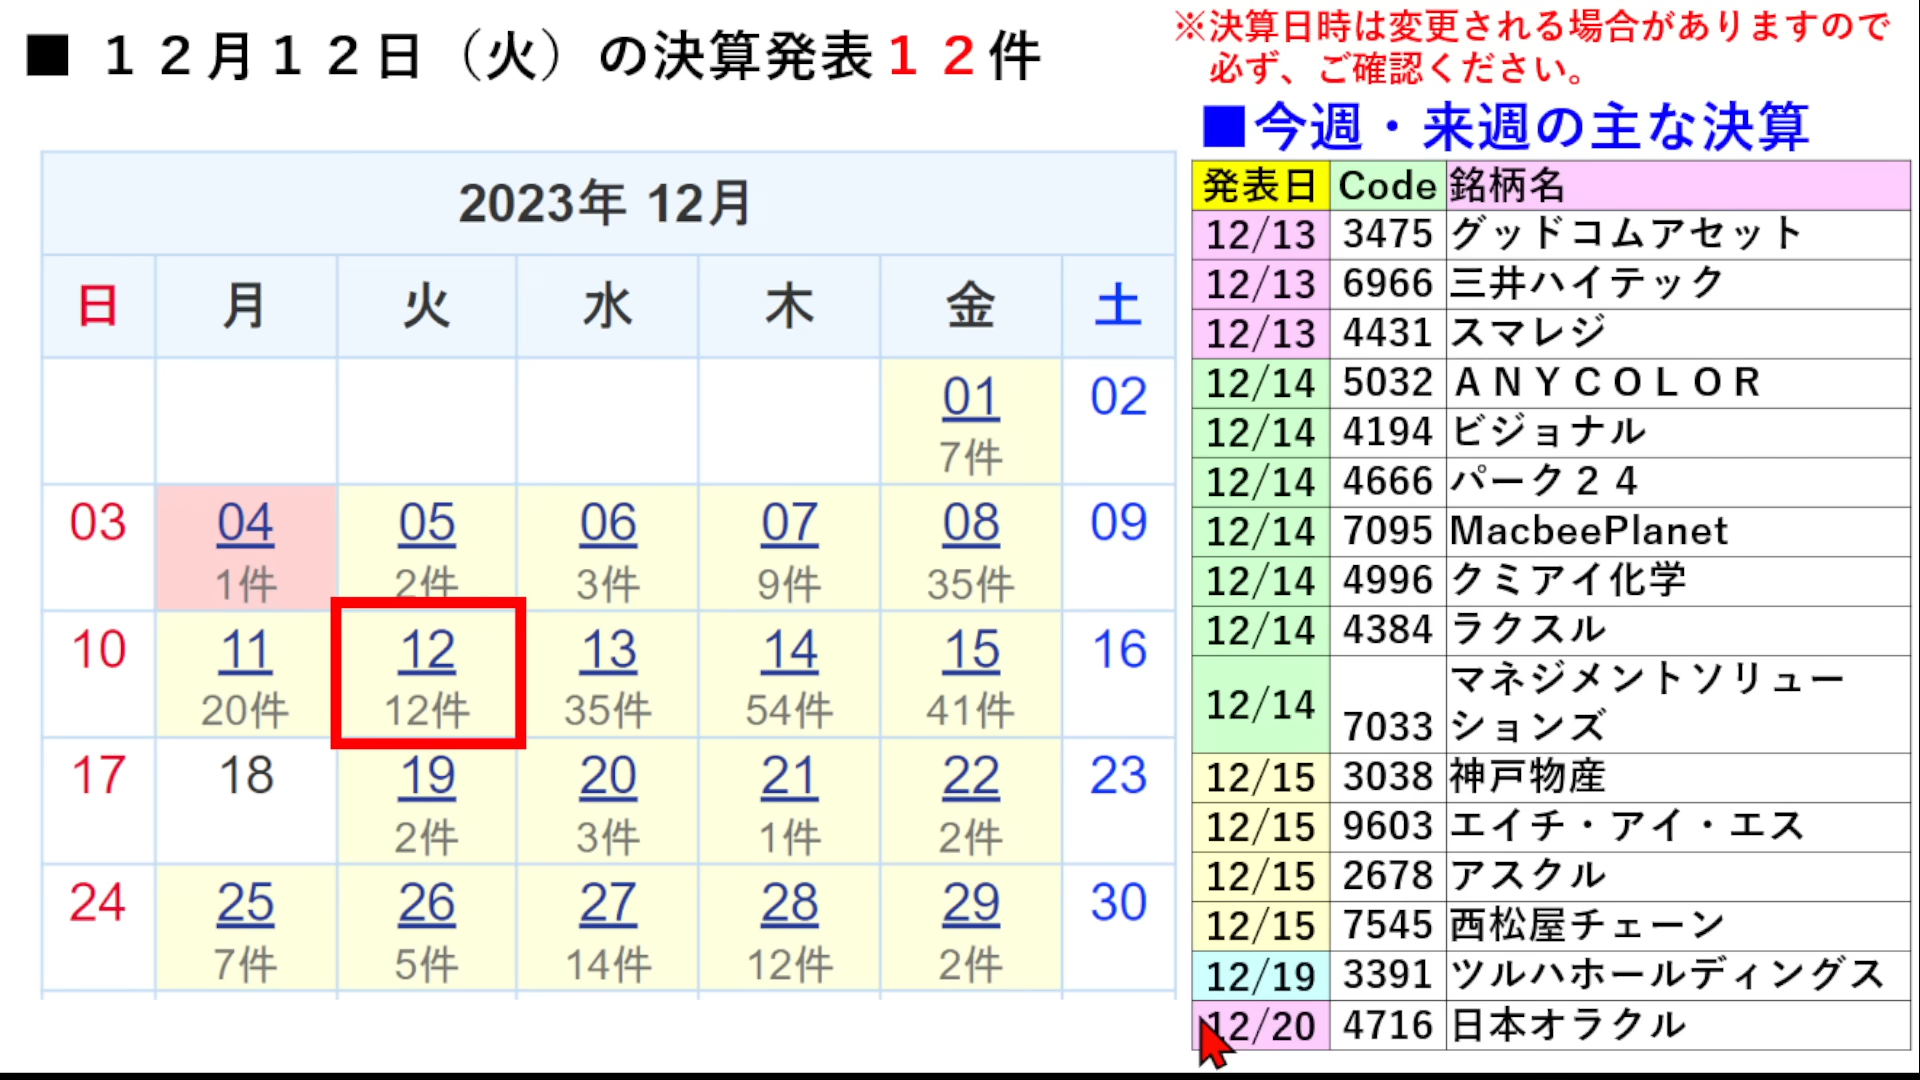 ■ １２月１２日（火）の決算発表１２件
※決算日時は変更される場合がありますので
必ず、ご確認ください。
■今週・来週の主な決算
2023年 12月
日 月 火 水 木 金 土
01 02
7件
03 04 05 06 07 08 09
1件 2件 3件 9件 35件
10 11 12 13 14 15 16
20件 12件 35件 54件 41件
17 18 19 20 21 22 23
2件 3件 1件 2件
24 25 26 27 28 29 30
7件 5件 14件 12件 2件
発表日 Code 銘柄名
12/13 3475 グッドコムアセット
12/13 6966 三井ハイテック
12/13 4431 スマレジ
12/14 5032 ＡＮＹＣＯＬＯＲ
12/14 4194 ビジョナル
12/14 4666 パーク２４
12/14 7095 MacbeePlanet
12/14 4996 クミアイ化学
12/14 4384 ラクスル
12/14 7033 マネジメントソリュー
ションズ
12/15 3038 神戸物産
12/15 9603 エイチ・アイ・エス
12/15 2678 アスクル
12/15 7545 西松屋チェーン
12/19 3391 ツルハホールディングス
12/20 4716 日本オラクル